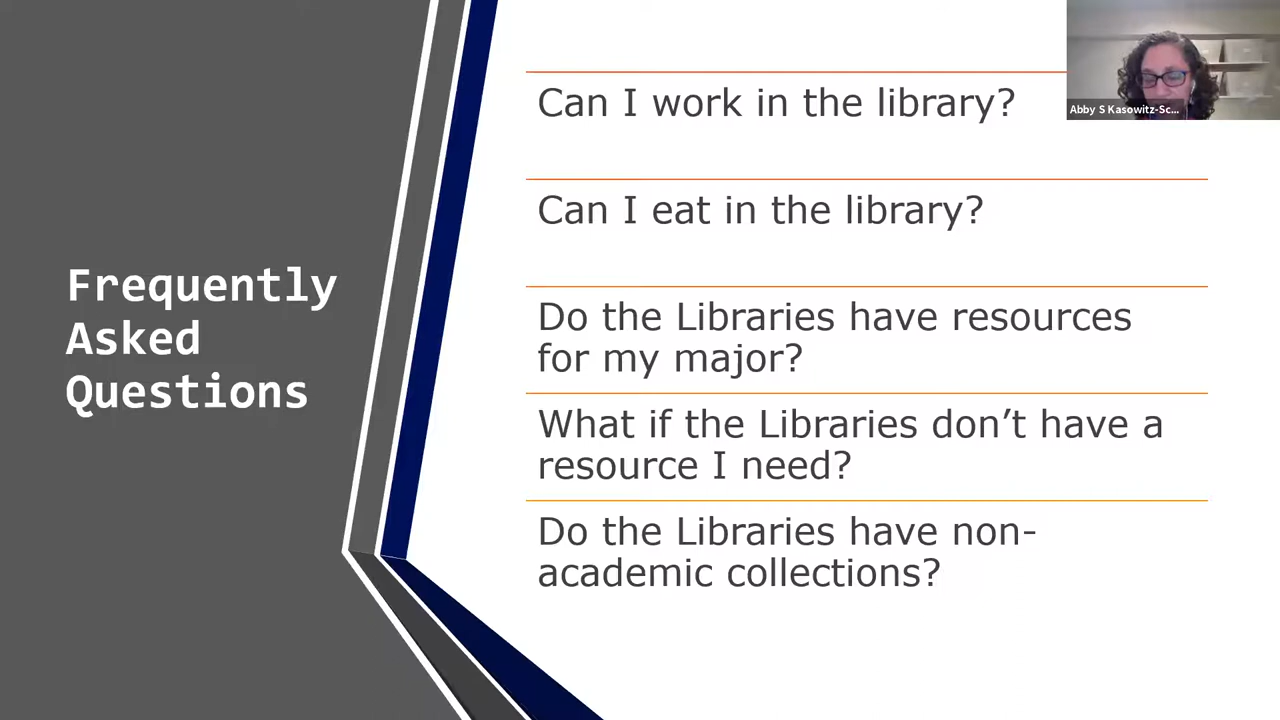 Frequently
Asked
Questions
Can I work in the library?
Can I eat in the library?
Do the Libraries have resources
for my major?
What if the Libraries don’t have a
resource I need?
Do the Libraries have non-
academic collections?
Abby S Kasowitz-Sc...